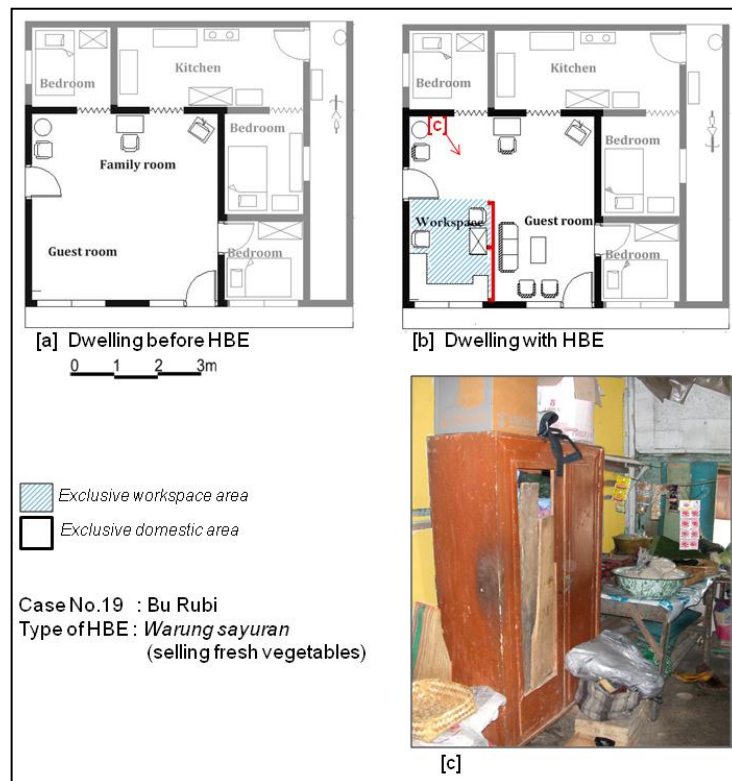 Bedroom
Kitchen
Bedroom
Family room
Guest room
Bedroom
[a] Dwelling before HBE
0 1 2 3m
Bedroom
Kitchen
[c]
Bedroom
Workspace
Guest room
Bedroom
[b] Dwelling with HBE
Exclusive workspace area
Exclusive domestic area
Case No.19 : Bu Rubi
Type of HBE : Warung sayuran
(selling fresh vegetables)
[c]